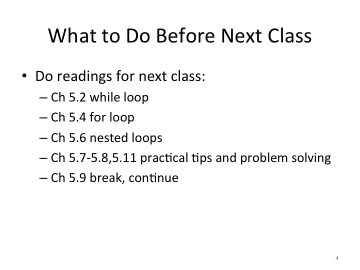 What to Do Before Next Class
• Do readings for next class:
– Ch 5.2 while loop
– Ch 5.4 for loop
– Ch 5.6 nested loops
– Ch 5.7-5.8,5.11 practical tips and problem solving
– Ch 5.9 break, continue
4